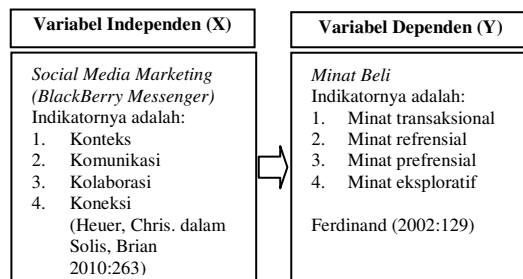 Variabel Independen (X)
Social Media Marketing
(BlackBerry Messenger)
Indikatornya adalah:
1. Konteks
2. Komunikasi
3. Kolaborasi
4. Koneksi
(Heuer, Chris. dalam
Solis, Brian
2010:263)
Variabel Dependen (Y)
Minat Beli
Indikatornya adalah:
1. Minat transaksional
2. Minat refrensial
3. Minat prefrensial
4. Minat eksploratif
Ferdinand (2002:129)